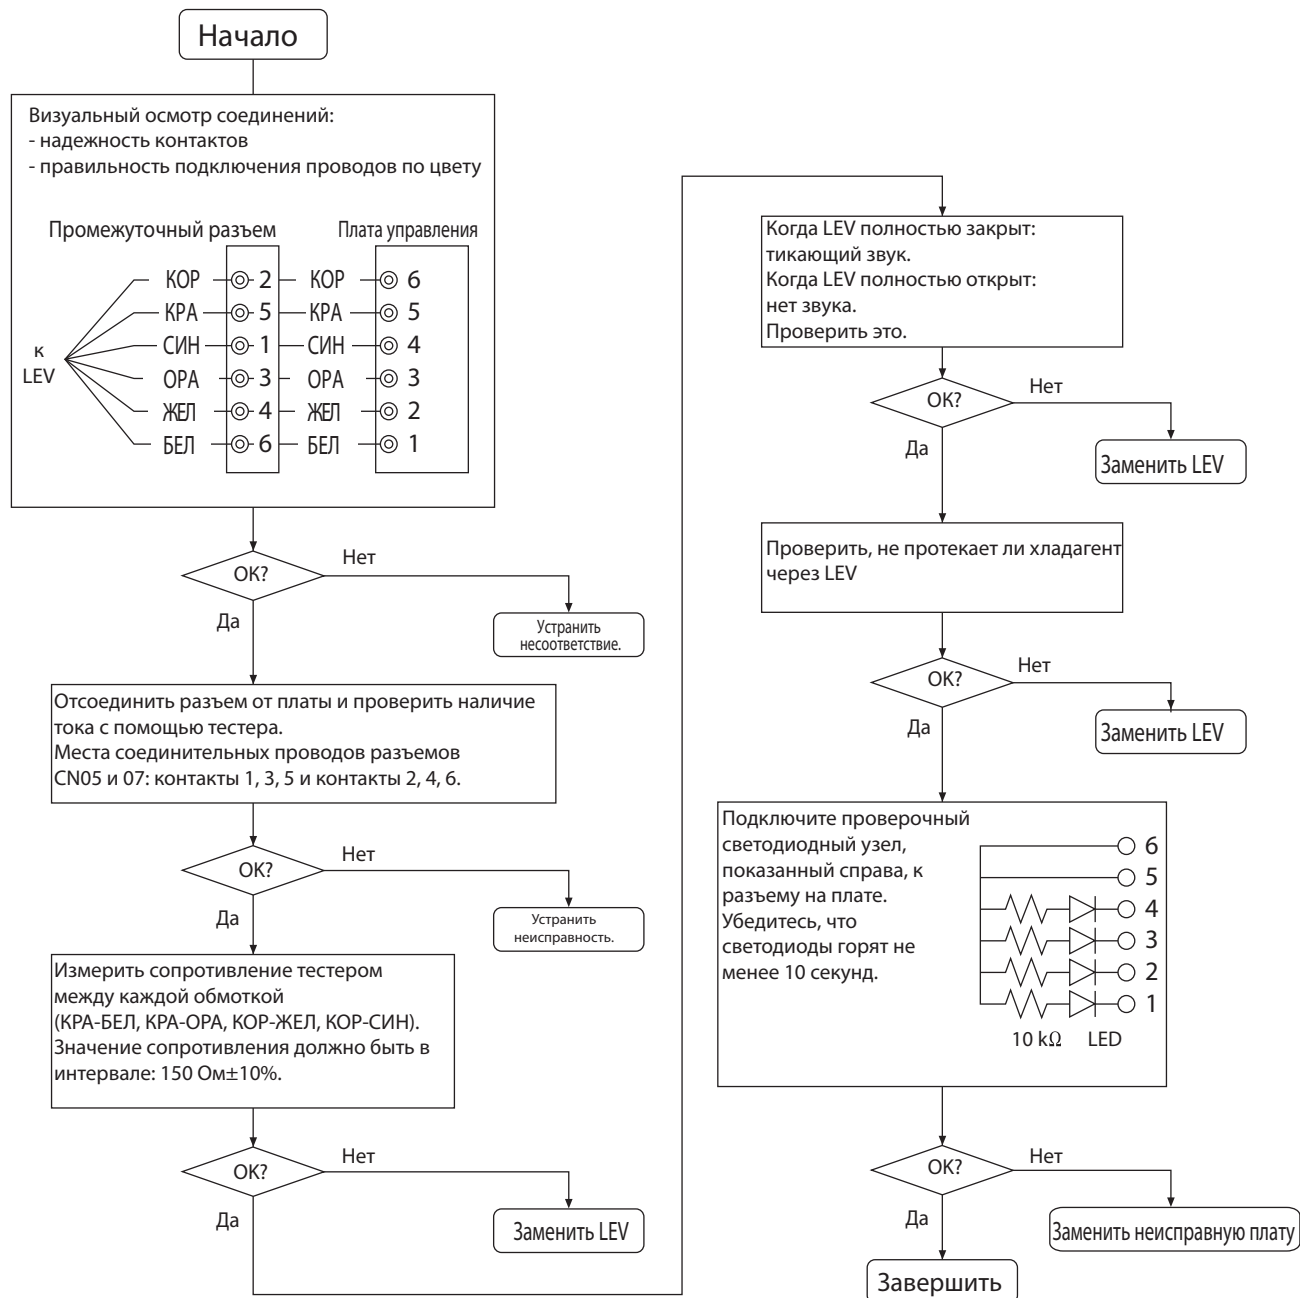 Начало
Визуальный осмотр соединений:
- надежность контактов
- правильность подключения проводов по цвету
Промежуточный разъем Плата управления
КОР 2 КОР 6
КРА 5 КРА 5
СИН 1 СИН 4
к
LEV
ОРА 3 ОРА 3
ЖЕЛ 4 ЖЕЛ 2
БЕЛ 6 БЕЛ 1
OK?
Нет
Да
Устранить
несоответствие.
Отсоединить разъем от платы и проверить наличие
тока с помощью тестера.
Места соединительных проводов разъемов
CN05 и 07: контакты 1, 3, 5 и контакты 2, 4, 6.
OK?
Нет
Да
Устранить
неисправность.
Измерить сопротивление тестером
между каждой обмоткой
(КРА-БЕЛ, КРА-ОРА, КОР-ЖЕЛ, КОР-СИН).
Значение сопротивления должно быть в
интервале: 150 Ом±10%.
OK?
Нет
Да
Заменить LEV
Когда LEV полностью закрыт:
тикающий звук.
Когда LEV полностью открыт:
нет звука.
Проверить это.
OK?
Нет
Да
Заменить LEV
Проверить, не протекает ли хладагент
через LEV
OK?
Нет
Да
Заменить LEV
Подключите проверочный
светодиодный узел,
показанный справа, к
разъему на плате.
Убедитесь, что
светодиоды горят не
менее 10 секунд.
6
5
4
3
2
1
10 kΩ LED
OK?
Нет
Да
Заменить неисправную плату
Завершить